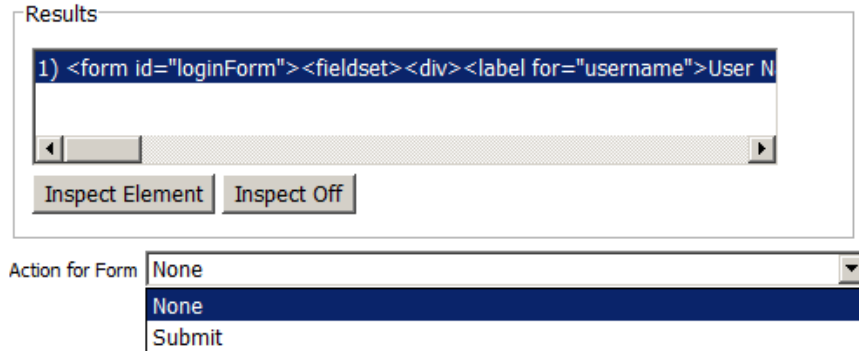 Results
1) <form id="loginForm"><fieldset><div><label for="username">User N
Inspect Element Inspect Off
Action for Form None
None
Submit